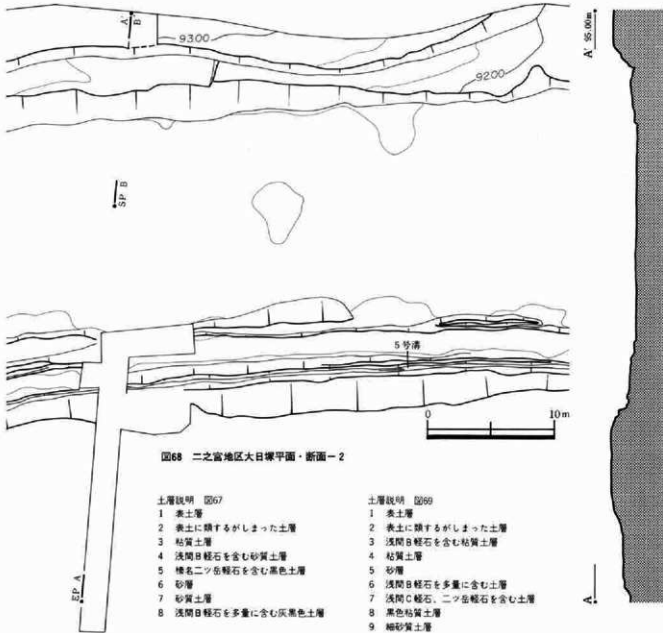 A'
B'
9300
9200
SP. B
5号溝
0
10m
EP. A
A' 95.00m
A
図68 二之宮地区大日塚平面・断面-2
土層説明 図67
1 表土層
2 表土に類するがしまった土層
3 粘質土層
4 浅間B軽石を含む砂質土層
5 榛名二ツ岳軽石を含む黒色土層
6 砂層
7 砂質土層
8 浅間B軽石を多量に含む灰黒色土層
土層説明 図69
1 表土層
2 表土に類するがしまった土層
3 浅間B軽石を含む粘質土層
4 粘質土層
5 砂層
6 浅間B軽石を多量に含む土層
7 浅間C軽石、二ツ岳軽石を含む土層
8 黒色粘質土層
9 細砂質土層